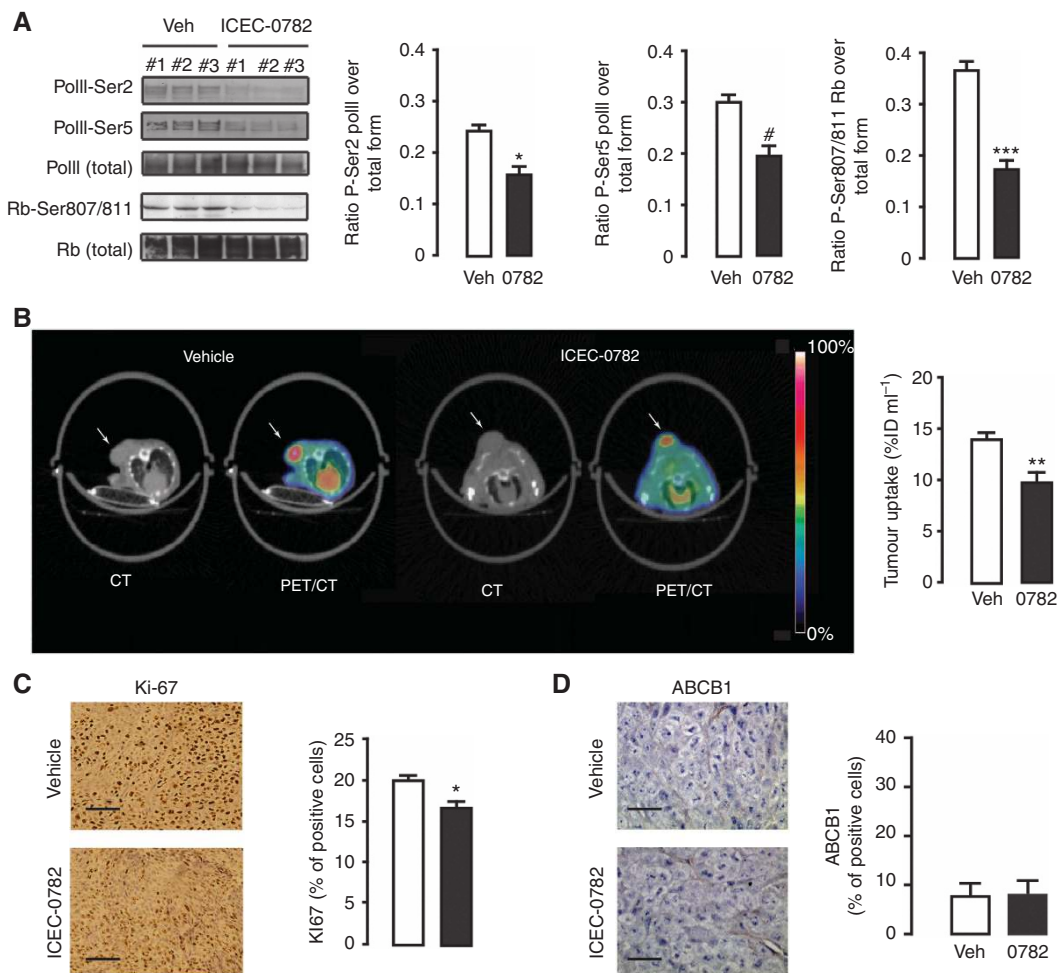 A
Veh ICEC-0782
#1 #2 #3 #1 #2 #3
PolII-Ser2
PolII-Ser5
PolII (total)
Rb-Ser807/811
Rb (total)
Ratio P-Ser2 polII over
total form
0.4
0.3
0.2
0.1
0
*
Veh 0782
Ratio P-Ser5 polII over
total form
0.4
0.3
0.2
0.1
0
#
Veh 0782
Ratio P-Ser807/811 Rb over
total form
0.4
0.3
0.2
0.1
0
***
Veh 0782
B
Vehicle
ICEC-0782
CT
PET/CT
CT
PET/CT
100%
0%
Tumour uptake (%ID ml⁻¹)
20
15
10
5
0
**
Veh 0782
C
Ki-67
Vehicle
ICEC-0782
KI67 (% of positive cells)
25
20
15
10
5
0
*
D
ABCB1
Vehicle
ICEC-0782
ABCB1
(% of positive cells)
40
30
20
10
0
Veh 0782